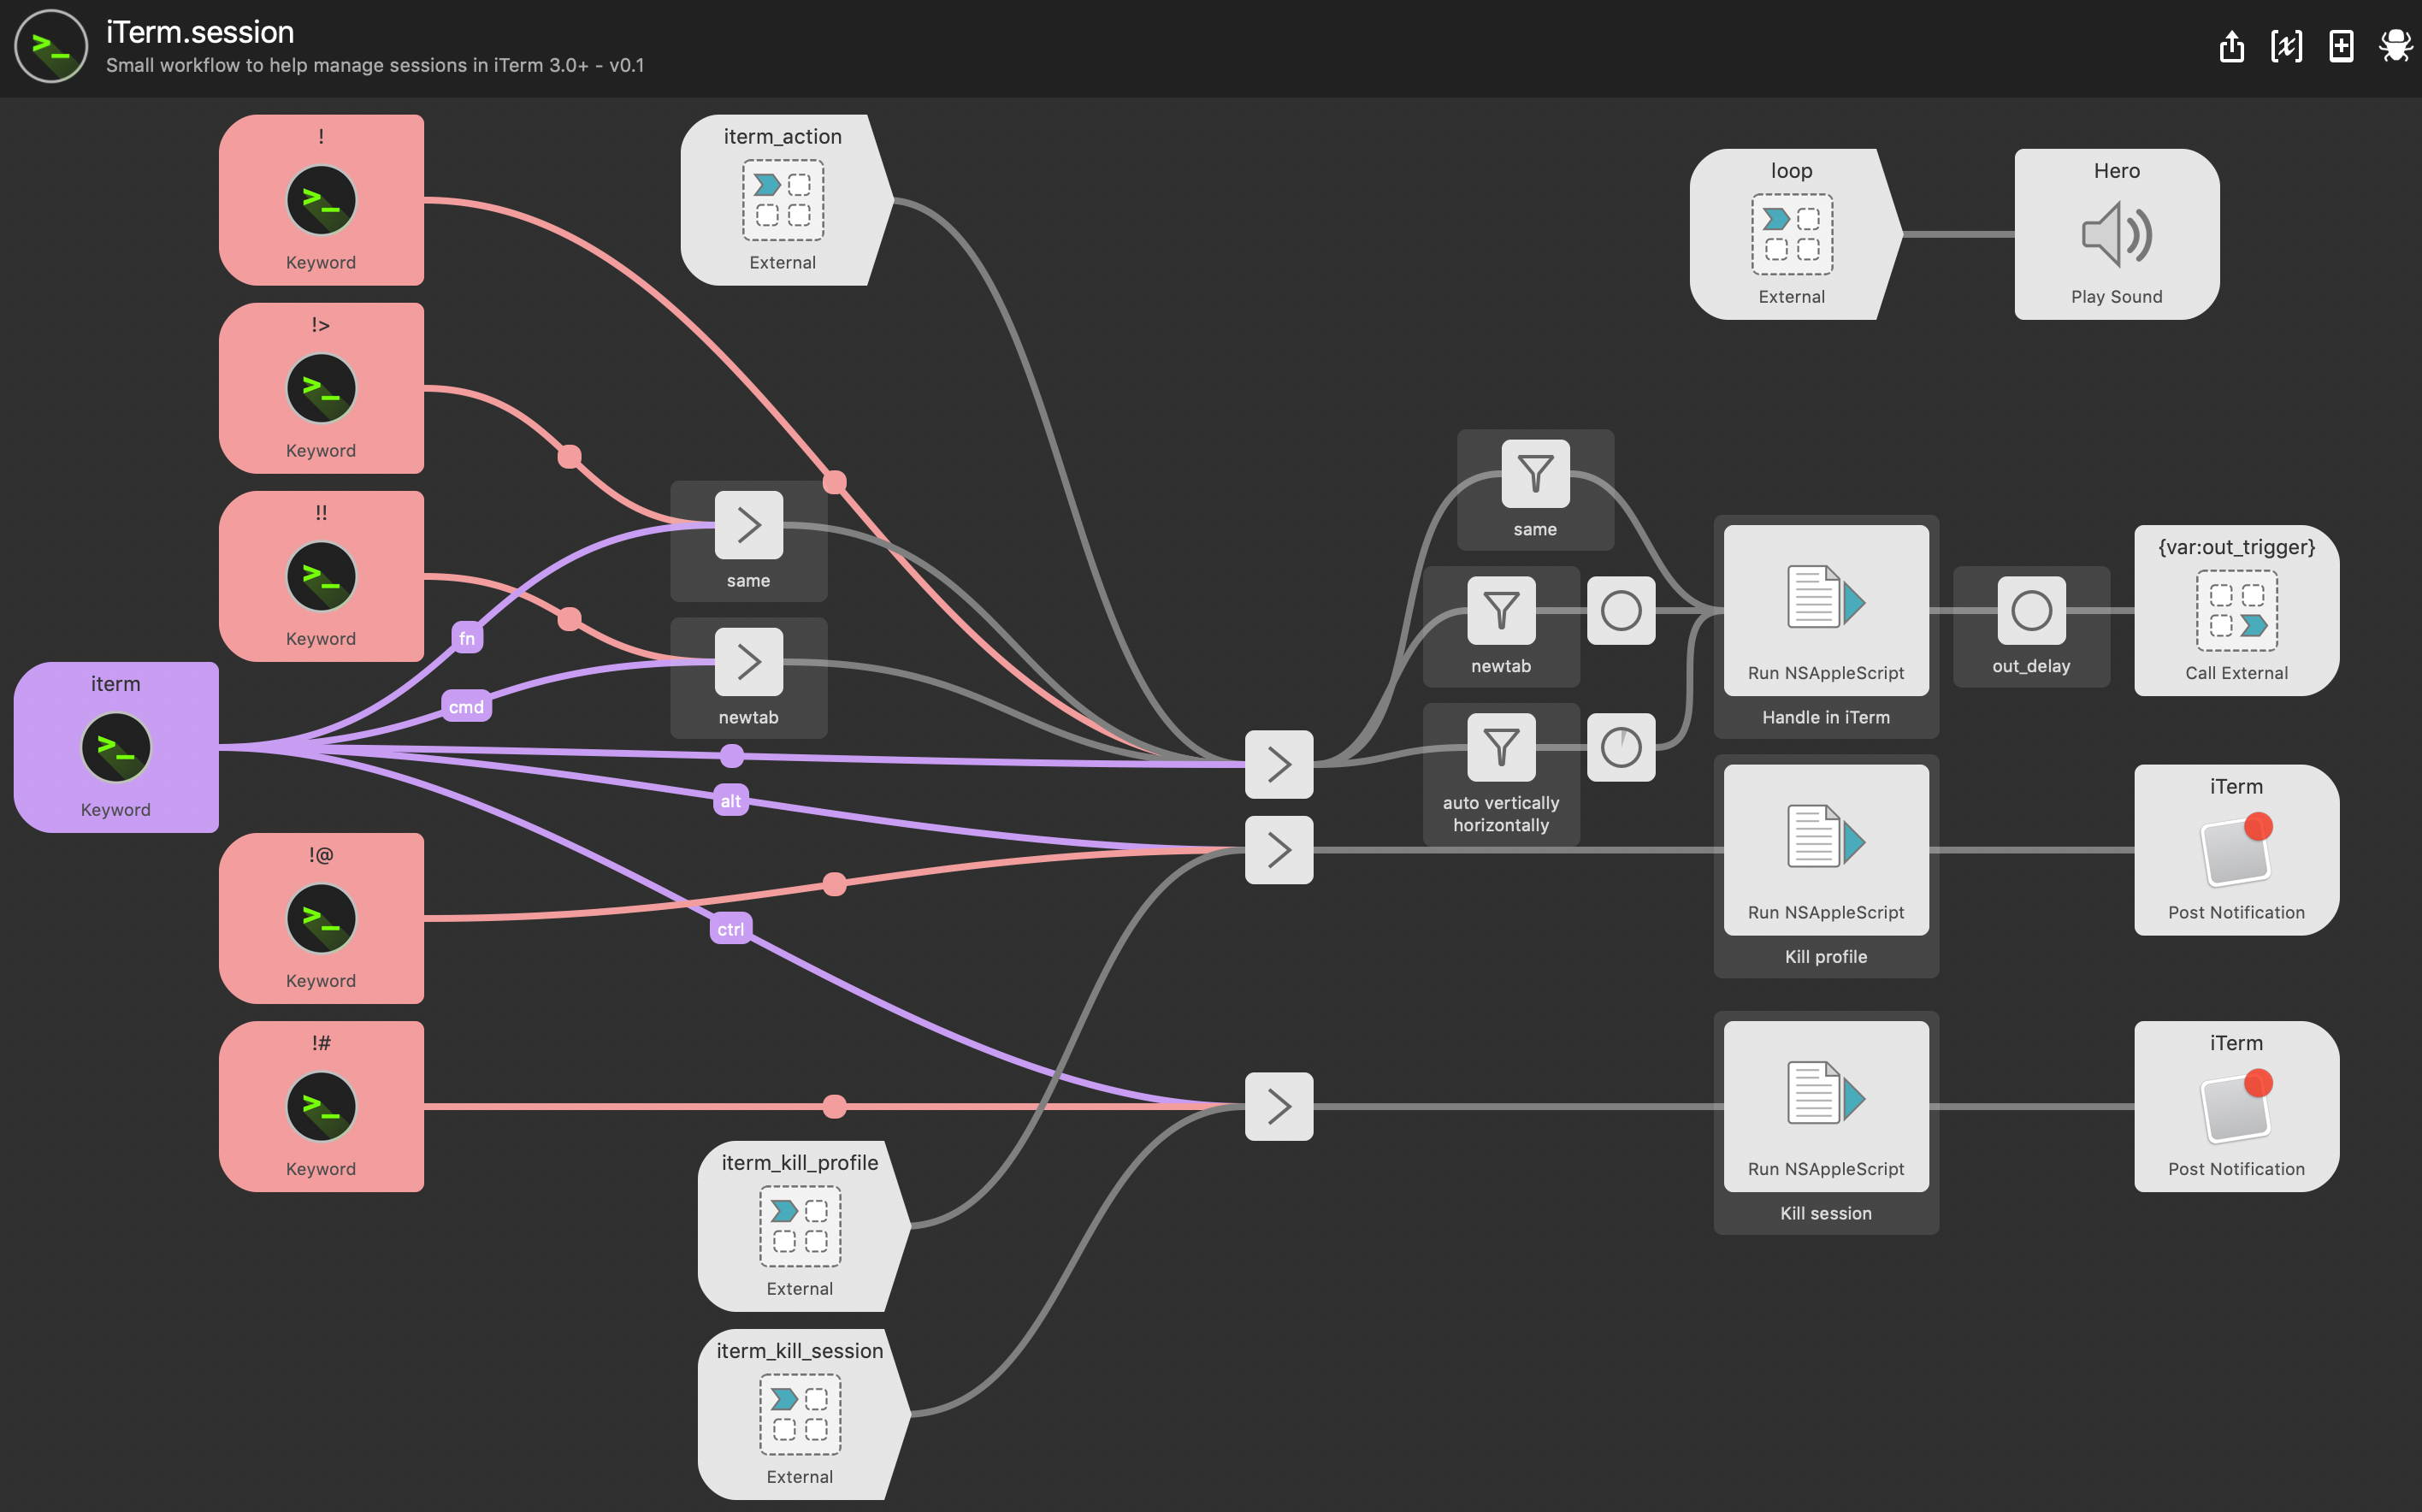 iTerm.session
Small workflow to help manage sessions in iTerm 3.0+ - v0.1
!
>_
Keyword
iterm_action
External
loop
External
Hero
Play Sound
!>
>_
Keyword
!!
>_
Keyword
same
newtab
fn
cmd
alt
ctrl
iterm
>_
Keyword
same
newtab
auto vertically
horizontally
Run NSAppleScript
Handle in iTerm
out_delay
{var:out_trigger}
Call External
Run NSAppleScript
Kill profile
iTerm
Post Notification
!@
>_
Keyword
!#
>_
Keyword
Run NSAppleScript
Kill session
iTerm
Post Notification
iterm_kill_profile
External
iterm_kill_session
External